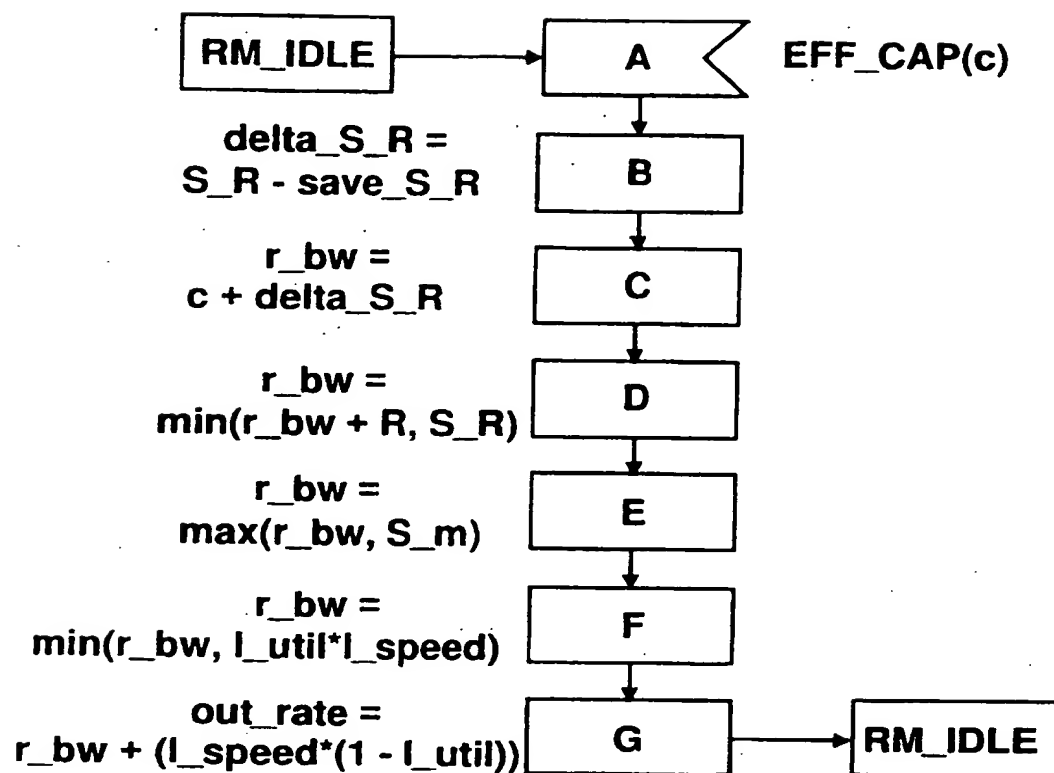 RM_IDLE
A
EFF_CAP(c)
delta_S_R =
S_R - save_S_R
B
r_bw =
c + delta_S_R
C
r_bw =
min(r_bw + R, S_R)
D
r_bw =
max(r_bw, S_m)
E
r_bw =
min(r_bw, l_util*l_speed)
F
out_rate =
r_bw + (l_speed*(1 - l_util))
G
RM_IDLE